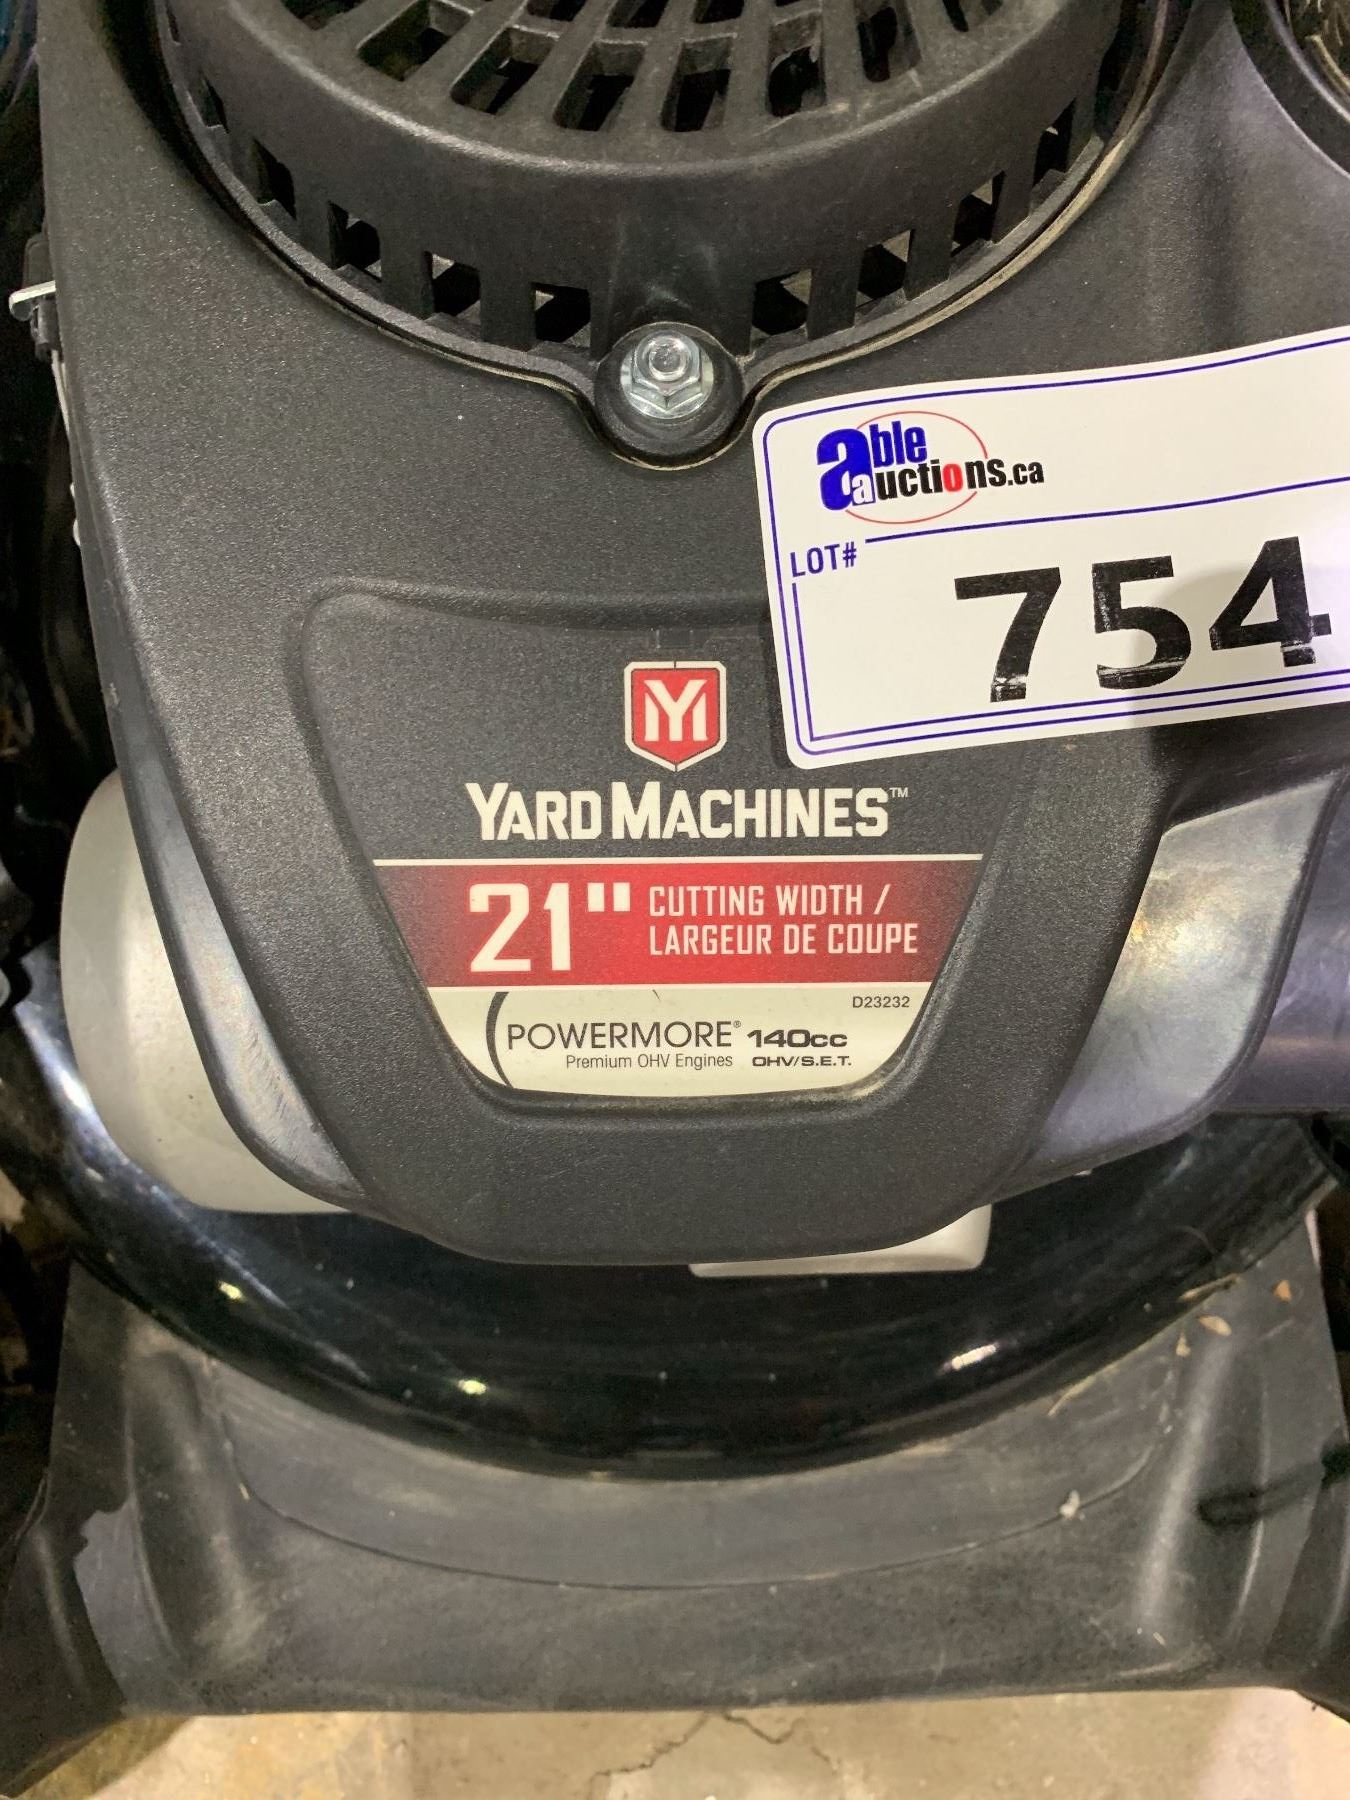 able
auctions.ca
LOT#
754
YM
YARD MACHINES™
21" CUTTING WIDTH /
LARGEUR DE COUPE
D23232
POWERMORE® 140cc
Premium OHV Engines OHV/S.E.T.